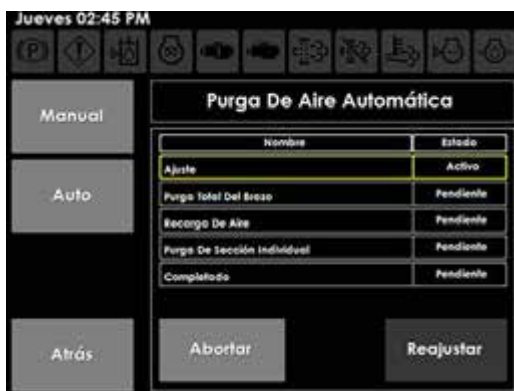 Jueves 02:45 PM
Manual
Purga De Aire Automática
Nombre Estado
Ajuste Activo
Auto
Purga Total Del Brazo Pendiente
Recarga De Aire Pendiente
Purga De Sección Individual Pendiente
Completado Pendiente
Atrás
Abortar
Reajustar